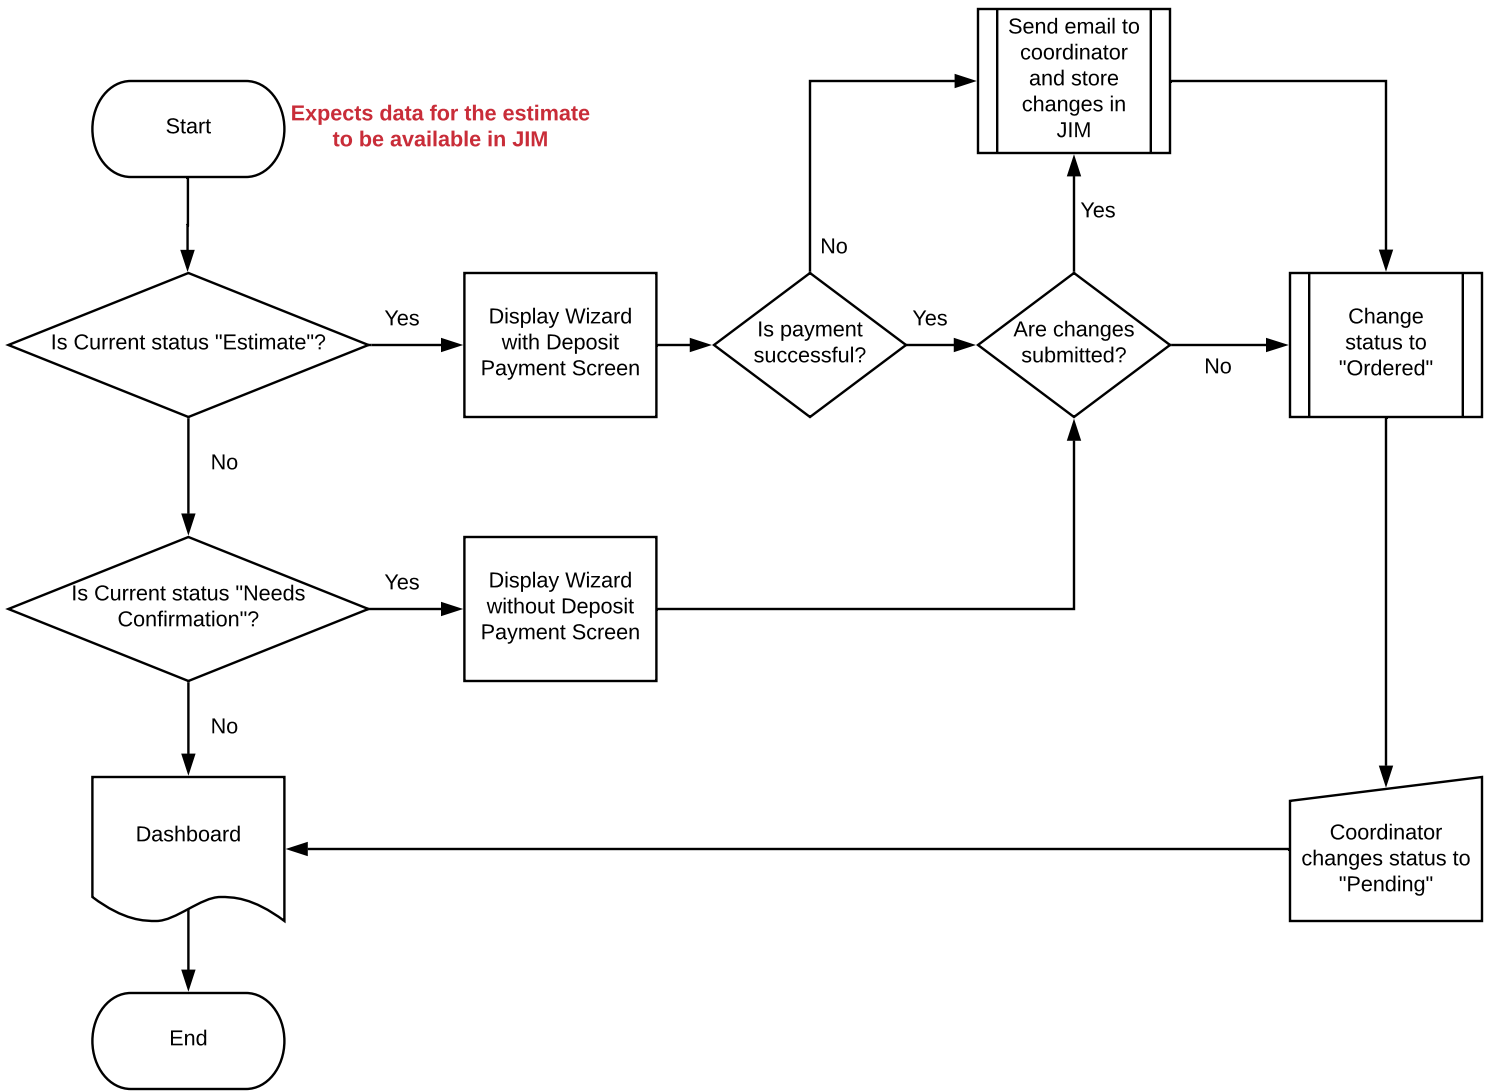 Send email to
coordinator
and store
changes in
JIM
Start
Expects data for the estimate
to be available in JIM
Yes
No
Is Current status "Estimate"?
Yes
Display Wizard
with Deposit
Payment Screen
Is payment
successful?
Yes
Are changes
submitted?
No
Change
status to
"Ordered"
No
Is Current status "Needs
Confirmation"?
Yes
Display Wizard
without Deposit
Payment Screen
No
Dashboard
Coordinator
changes status to
"Pending"
End